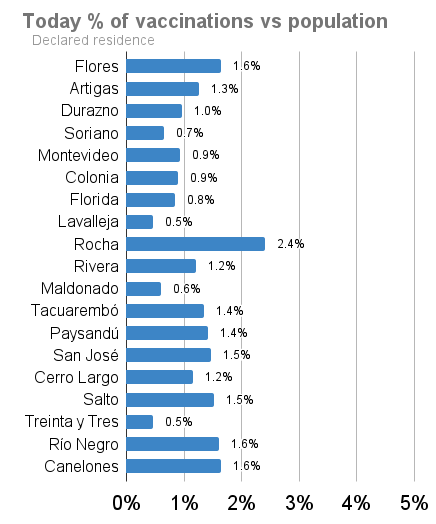 Today % of vaccinations vs population
Declared residence
Flores 1.6%
Artigas 1.3%
Durazno 1.0%
Soriano 0.7%
Montevideo 0.9%
Colonia 0.9%
Florida 0.8%
Lavalleja 0.5%
Rocha 2.4%
Rivera 1.2%
Maldonado 0.6%
Tacuarembó 1.4%
Paysandú 1.4%
San José 1.5%
Cerro Largo 1.2%
Salto 1.5%
Treinta y Tres 0.5%
Río Negro 1.6%
Canelones 1.6%
0% 1% 2% 3% 4% 5%